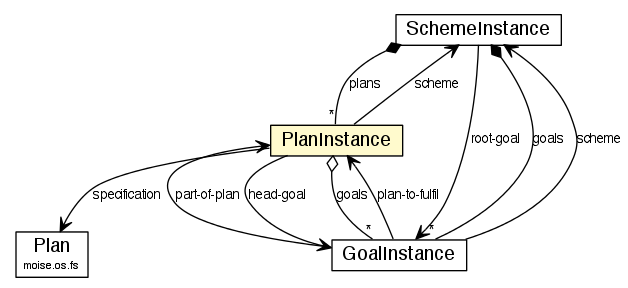 SchemeInstance
plans
scheme
*
PlanInstance
root-goal
goals
scheme
specification
part-of-plan
head-goal
goals
plan-to-fulfil
*
*
Plan
moise.os.fs
GoalInstance